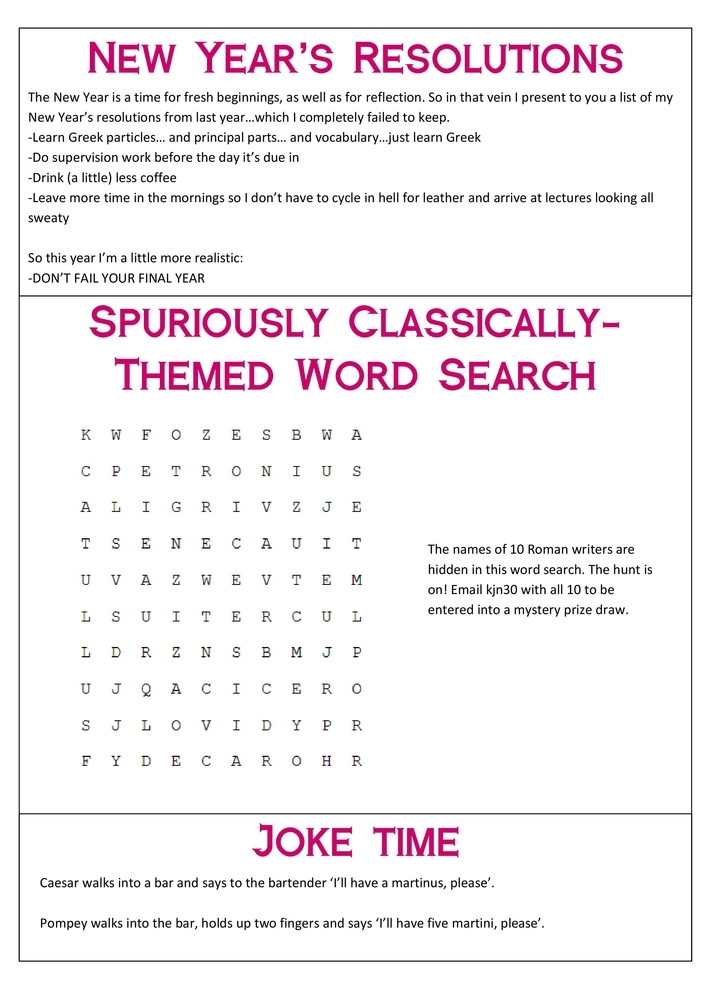 NEW YEAR'S RESOLUTIONS
The New Year is a time for fresh beginnings, as well as for reflection. So in that vein I present to you a list of my
New Year's resolutions from last year…which I completely failed to keep.
-Learn Greek particles… and principal parts… and vocabulary…just learn Greek
-Do supervision work before the day it's due in
-Drink (a little) less coffee
-Leave more time in the mornings so I don't have to cycle in hell for leather and arrive at lectures looking all
sweaty
So this year I'm a little more realistic:
-DON'T FAIL YOUR FINAL YEAR
SPURIOUSLY CLASSICALLY-
THEMED WORD SEARCH
K W F O Z E S B W A
C P E T R O N I U S
A L I G R I V Z J E
T S E N E C A U I T
U V A Z W E V T E M
L S U I T E R C U L
L D R Z N S B M J P
U J Q A C I C E R O
S J L O V I D Y P R
F Y D E C A R O H R
The names of 10 Roman writers are
hidden in this word search. The hunt is
on! Email kjn30 with all 10 to be
entered into a mystery prize draw.
JOKE TIME
Caesar walks into a bar and says to the bartender 'I'll have a martinus, please'.
Pompey walks into the bar, holds up two fingers and says 'I'll have five martini, please'.